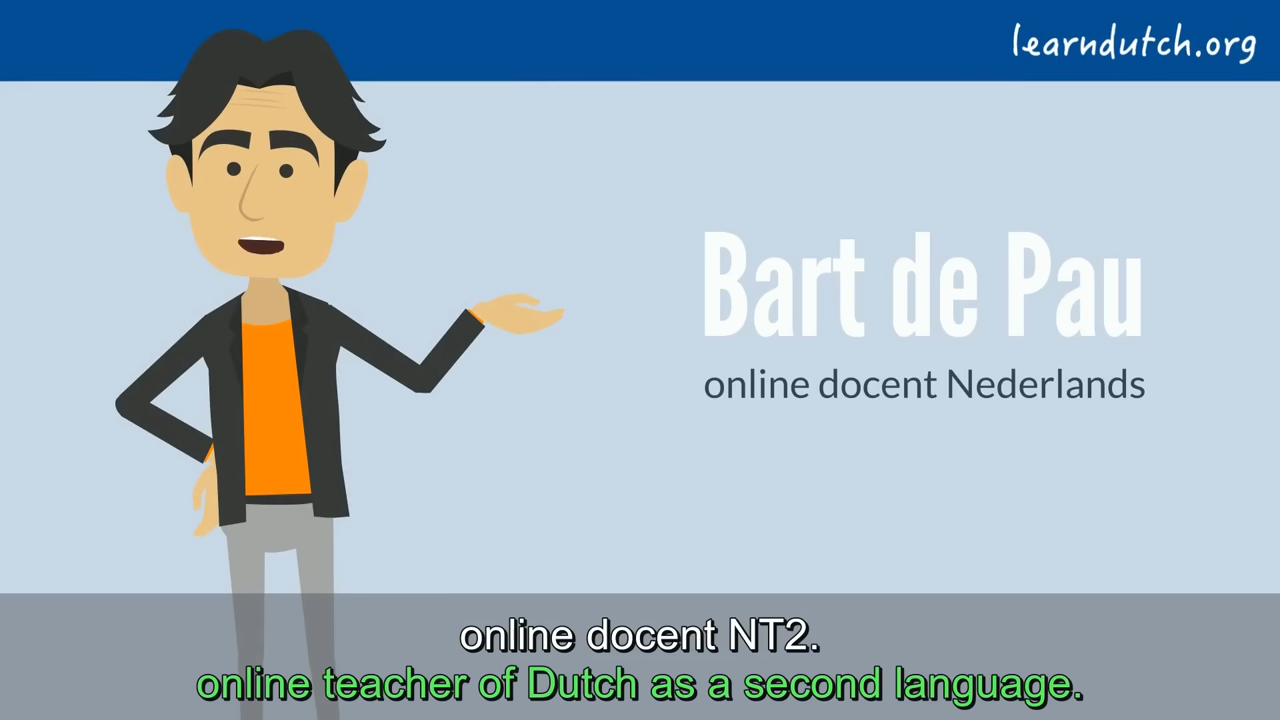 learndutch.org
Bart de Pau
online docent Nederlands
online docent NT2.
online teacher of Dutch as a second language.